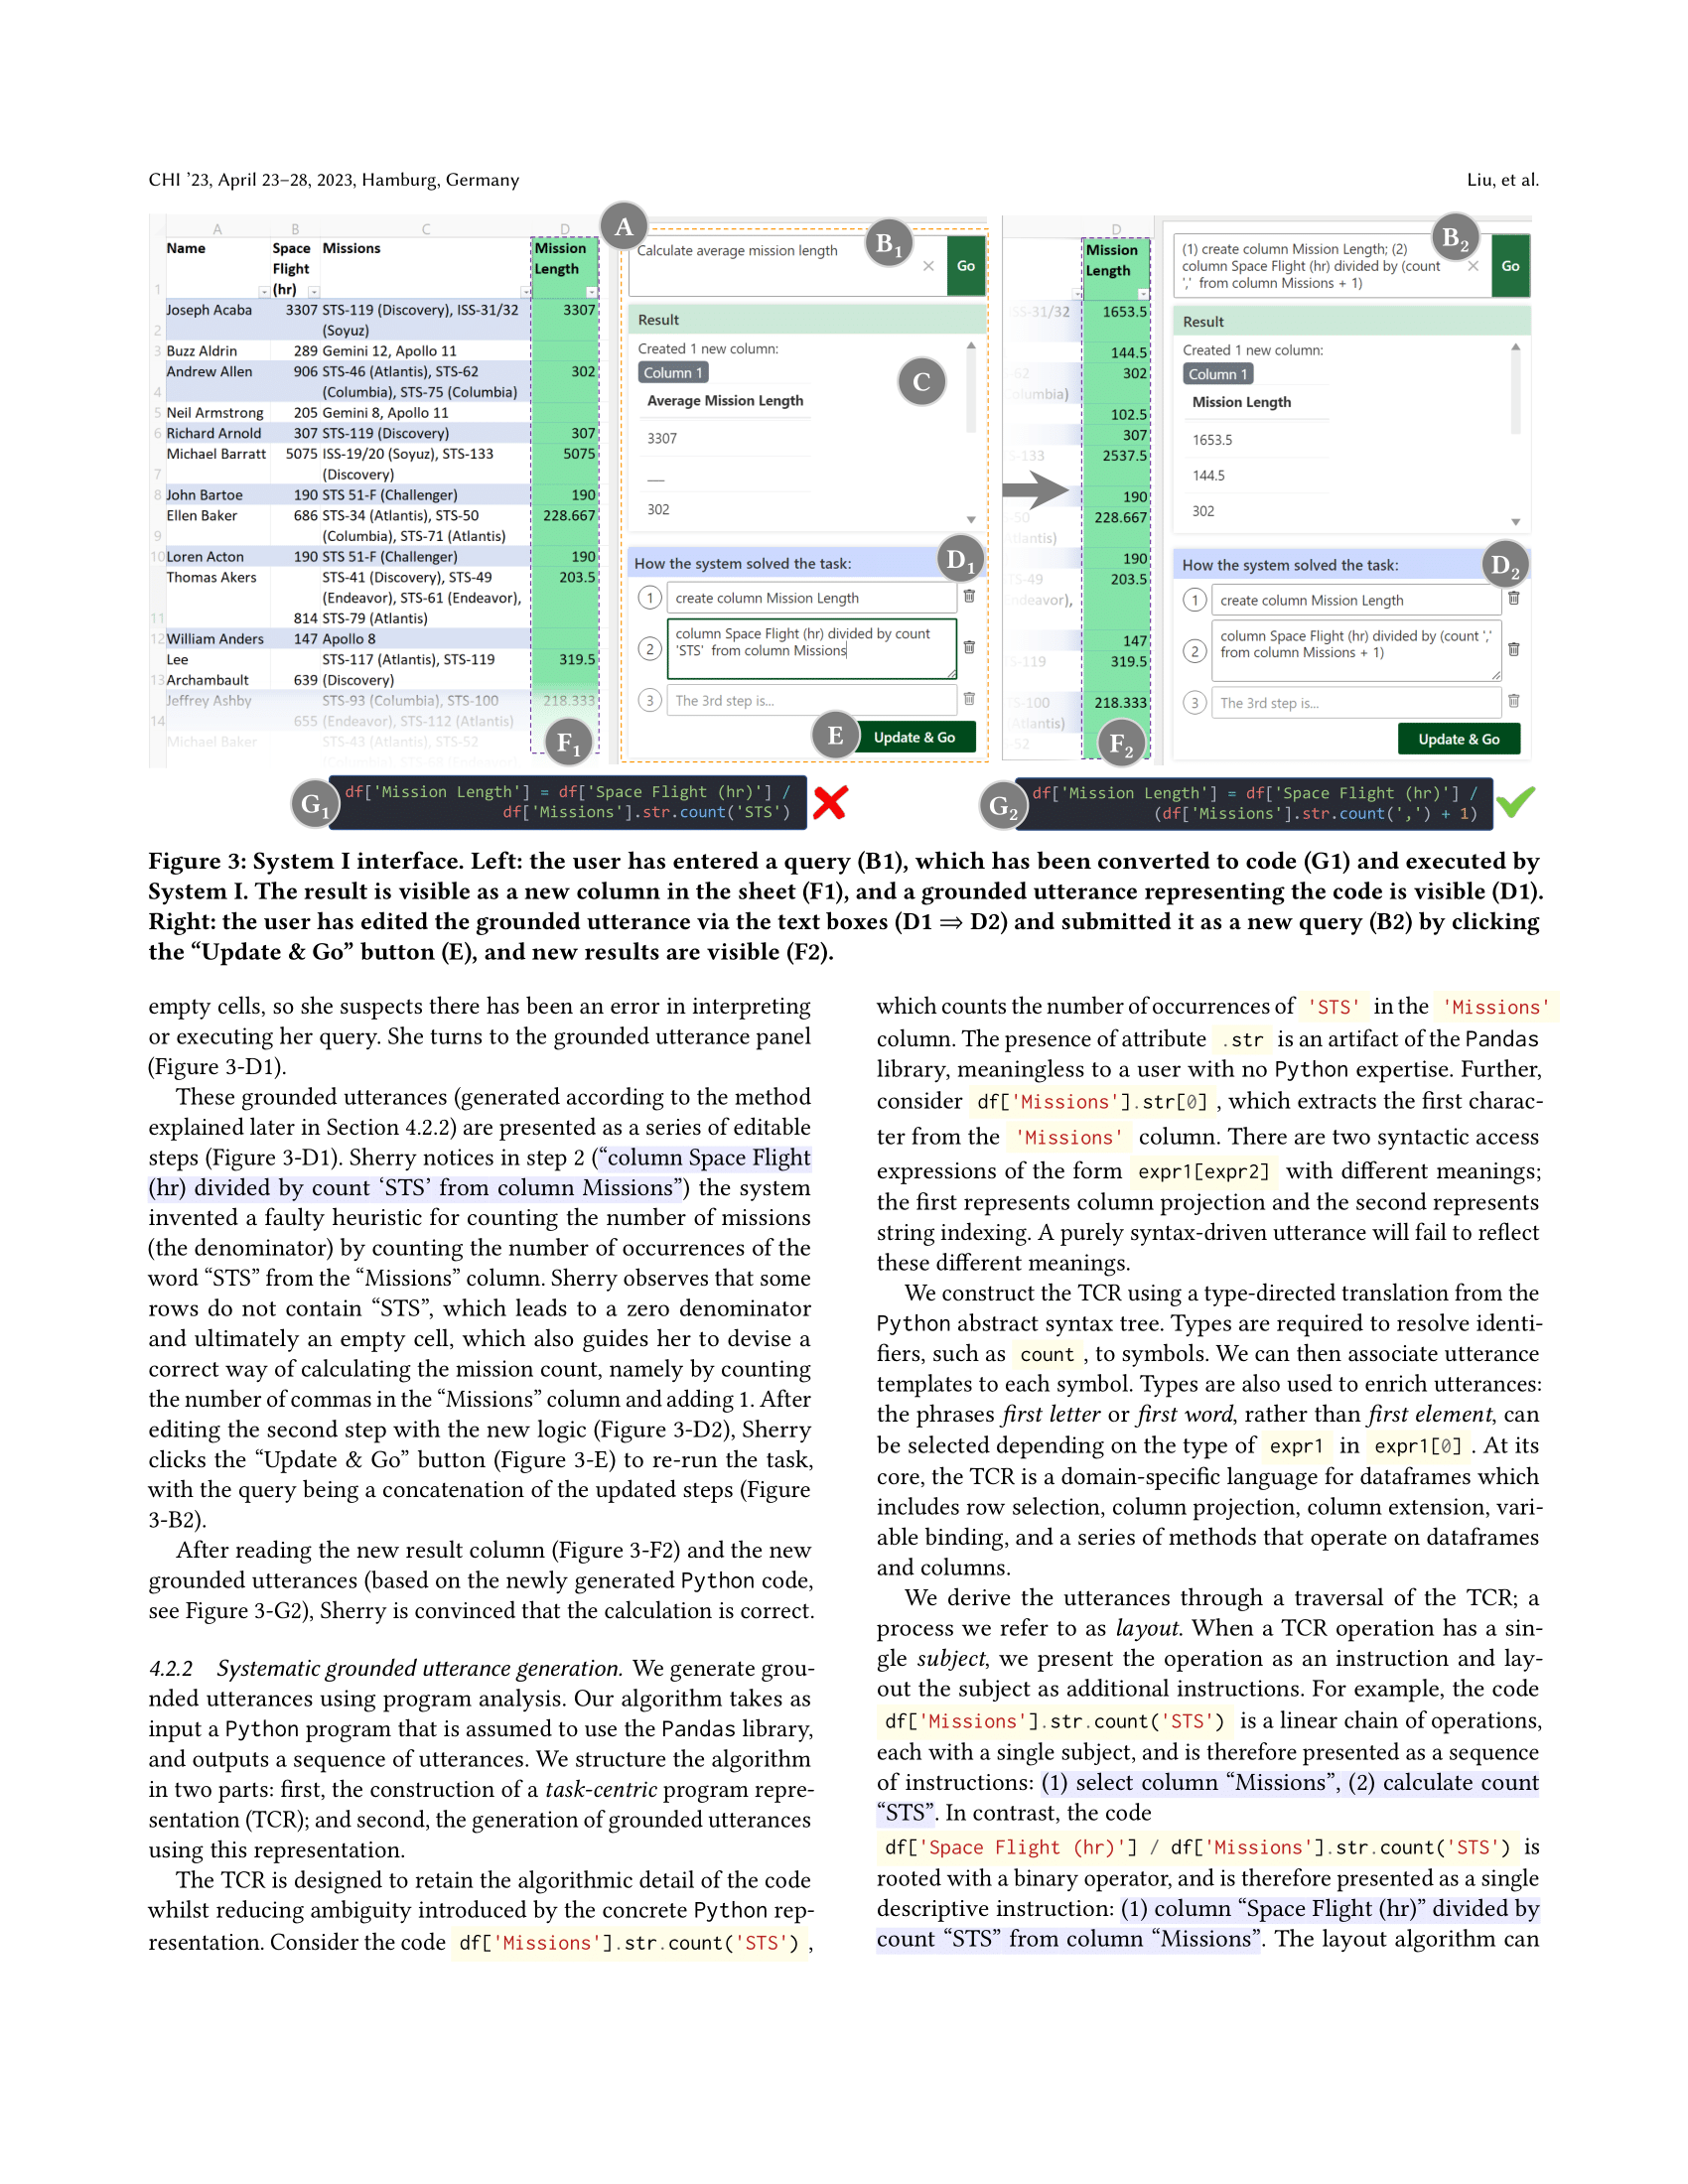 CHI ’23, April 23–28, 2023, Hamburg, Germany
Liu, et al.
A B C D
Name Space Missions Mission
Flight Length
1 (hr)
Joseph Acaba 3307 STS-119 (Discovery), ISS-31/32 3307
2 (Soyuz)
3 Buzz Aldrin 289 Gemini 12, Apollo 11
Andrew Allen 906 STS-46 (Atlantis), STS-62 302
4 (Columbia), STS-75 (Columbia)
5 Neil Armstrong 205 Gemini 8, Apollo 11
6 Richard Arnold 307 STS-119 (Discovery) 307
Michael Barratt 5075 ISS-19/20 (Soyuz), STS-133 5075
7 (Discovery)
8 John Bartoe 190 STS 51-F (Challenger) 190
Ellen Baker 686 STS-34 (Atlantis), STS-50 228.667
9 (Columbia), STS-71 (Atlantis)
10 Loren Acton 190 STS 51-F (Challenger) 190
Thomas Akers STS-41 (Discovery), STS-49 203.5
(Endeavor), STS-61 (Endeavor),
11 814 STS-79 (Atlantis)
12 William Anders 147 Apollo 8
Lee STS-117 (Atlantis), STS-119 319.5
13 Archambault 639 (Discovery)
Jeffrey Ashby STS-93 (Columbia), STS-100 218.333
14 655 (Endeavor), STS-112 (Atlantis)
Michael Baker STS-43 (Atlantis), STS-52
(Columbia), STS-68 (Endeavor),
F1
A
Calculate average mission length
B1
× Go
Result
Created 1 new column:
Column 1
C
Average Mission Length
3307
—
302
How the system solved the task:
D1
1 create column Mission Length
2 column Space Flight (hr) divided by count
'STS' from column Missions
3 The 3rd step is...
E Update & Go
G1 df['Mission Length'] = df['Space Flight (hr)'] /
df['Missions'].str.count('STS')
D
Mission
Length
SS-31/32 1653.5
144.5
-62 302
olumbia)
102.5
307
S-133 2537.5
190
-50 228.667
tlantis)
190
TS-49 203.5
ndeavor),
147
S-119 319.5
TS-100 218.333
Atlantis)
-52
F2
(1) create column Mission Length; (2)
column Space Flight (hr) divided by (count
',' from column Missions + 1)
B2
× Go
Result
Created 1 new column:
Column 1
Mission Length
1653.5
144.5
302
How the system solved the task:
D2
1 create column Mission Length
2 column Space Flight (hr) divided by (count ','
from column Missions + 1)
3 The 3rd step is...
Update & Go
G2 df['Mission Length'] = df['Space Flight (hr)'] /
(df['Missions'].str.count(',') + 1)
Figure 3: System I interface. Left: the user has entered a query (B1), which has been converted to code (G1) and executed by
System I. The result is visible as a new column in the sheet (F1), and a grounded utterance representing the code is visible (D1).
Right: the user has edited the grounded utterance via the text boxes (D1 ⇒ D2) and submitted it as a new query (B2) by clicking
the “Update & Go” button (E), and new results are visible (F2).
empty cells, so she suspects there has been an error in interpreting
or executing her query. She turns to the grounded utterance panel
(Figure 3-D1).
These grounded utterances (generated according to the method
explained later in Section 4.2.2) are presented as a series of editable
steps (Figure 3-D1). Sherry notices in step 2 (“column Space Flight
(hr) divided by count ‘STS’ from column Missions”) the system
invented a faulty heuristic for counting the number of missions
(the denominator) by counting the number of occurrences of the
word “STS” from the “Missions” column. Sherry observes that some
rows do not contain “STS”, which leads to a zero denominator
and ultimately an empty cell, which also guides her to devise a
correct way of calculating the mission count, namely by counting
the number of commas in the “Missions” column and adding 1. After
editing the second step with the new logic (Figure 3-D2), Sherry
clicks the “Update & Go” button (Figure 3-E) to re-run the task,
with the query being a concatenation of the updated steps (Figure
3-B2).
After reading the new result column (Figure 3-F2) and the new
grounded utterances (based on the newly generated Python code,
see Figure 3-G2), Sherry is convinced that the calculation is correct.
4.2.2 Systematic grounded utterance generation. We generate grou-
nded utterances using program analysis. Our algorithm takes as
input a Python program that is assumed to use the Pandas library,
and outputs a sequence of utterances. We structure the algorithm
in two parts: first, the construction of a task-centric program repre-
sentation (TCR); and second, the generation of grounded utterances
using this representation.
The TCR is designed to retain the algorithmic detail of the code
whilst reducing ambiguity introduced by the concrete Python rep-
resentation. Consider the code df['Missions'].str.count('STS') ,
which counts the number of occurrences of 'STS' in the 'Missions'
column. The presence of attribute .str is an artifact of the Pandas
library, meaningless to a user with no Python expertise. Further,
consider df['Missions'].str[0] , which extracts the first charac-
ter from the 'Missions' column. There are two syntactic access
expressions of the form expr1[expr2] with different meanings;
the first represents column projection and the second represents
string indexing. A purely syntax-driven utterance will fail to reflect
these different meanings.
We construct the TCR using a type-directed translation from the
Python abstract syntax tree. Types are required to resolve identi-
fiers, such as count , to symbols. We can then associate utterance
templates to each symbol. Types are also used to enrich utterances:
the phrases first letter or first word, rather than first element, can
be selected depending on the type of expr1 in expr1[0] . At its
core, the TCR is a domain-specific language for dataframes which
includes row selection, column projection, column extension, vari-
able binding, and a series of methods that operate on dataframes
and columns.
We derive the utterances through a traversal of the TCR; a
process we refer to as layout. When a TCR operation has a sin-
gle subject, we present the operation as an instruction and lay-
out the subject as additional instructions. For example, the code
df['Missions'].str.count('STS') is a linear chain of operations,
each with a single subject, and is therefore presented as a sequence
of instructions: (1) select column “Missions”, (2) calculate count
“STS”. In contrast, the code
df['Space Flight (hr)'] / df['Missions'].str.count('STS') is
rooted with a binary operator, and is therefore presented as a single
descriptive instruction: (1) column “Space Flight (hr)” divided by
count “STS” from column “Missions”. The layout algorithm can